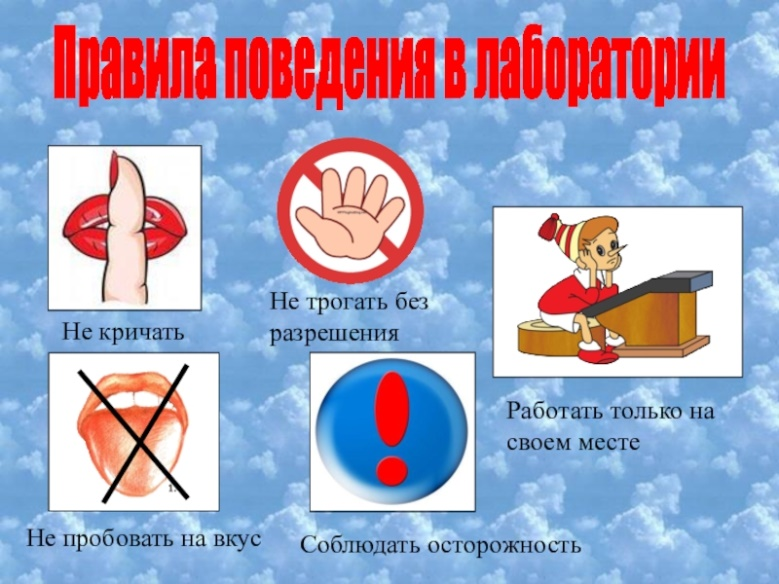 Правила поведения в лаборатории
Не кричать
Не трогать без
разрешения
Работать только на
своем месте
Не пробовать на вкус
Соблюдать осторожность